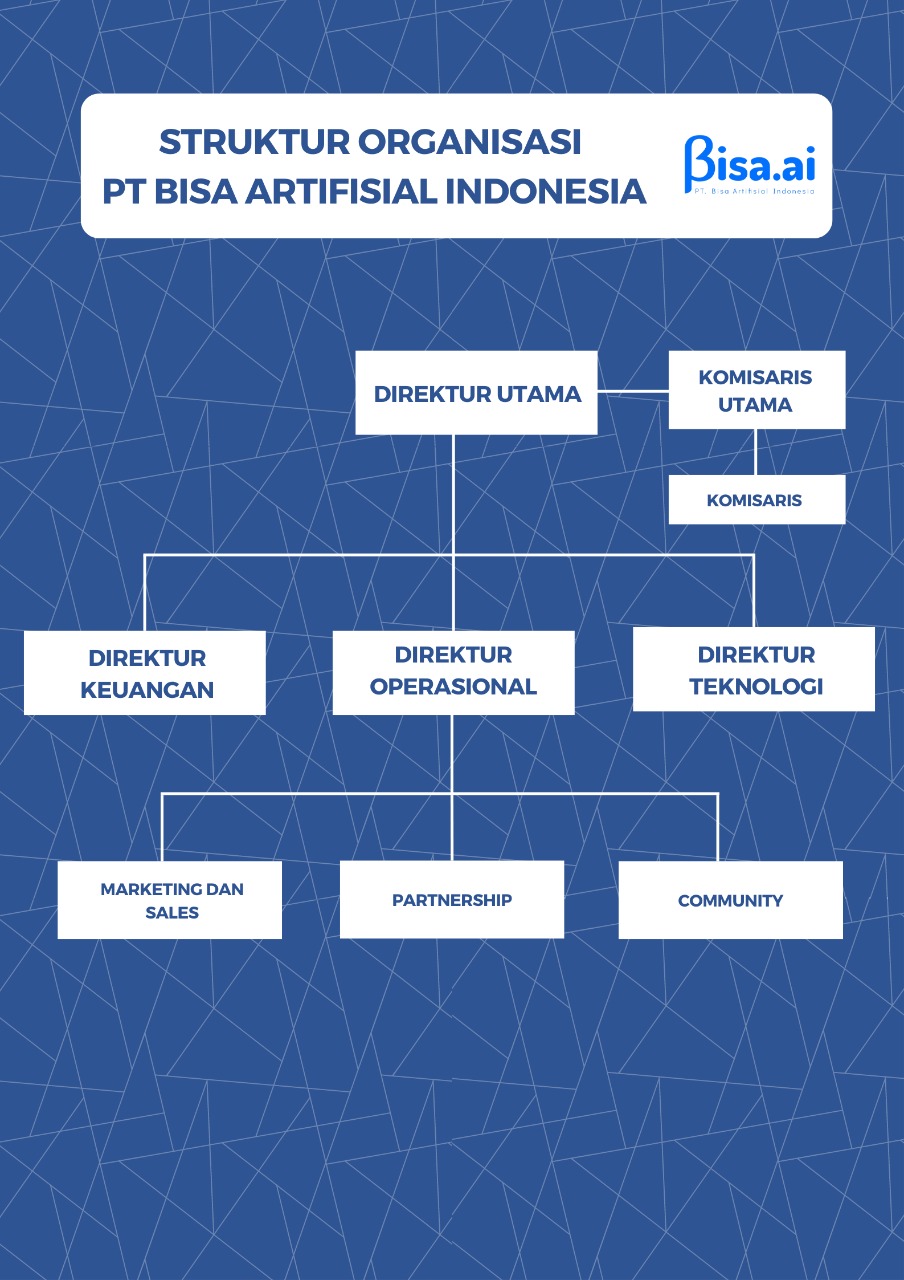 STRUKTUR ORGANISASI
PT BISA ARTIFISIAL INDONESIA
Bisa.ai
PT. Bisa Artifisial Indonesia
DIREKTUR UTAMA
KOMISARIS
UTAMA
KOMISARIS
DIREKTUR
KEUANGAN
DIREKTUR
OPERASIONAL
DIREKTUR
TEKNOLOGI
MARKETING DAN
SALES
PARTNERSHIP
COMMUNITY